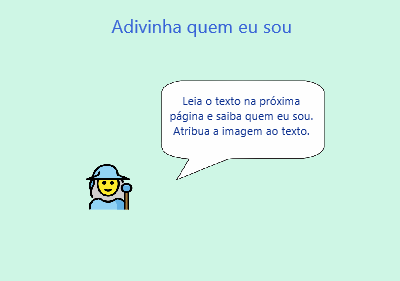 Adivinha quem eu sou
Leia o texto na próxima
página e saiba quem eu sou.
Atribua a imagem ao texto.